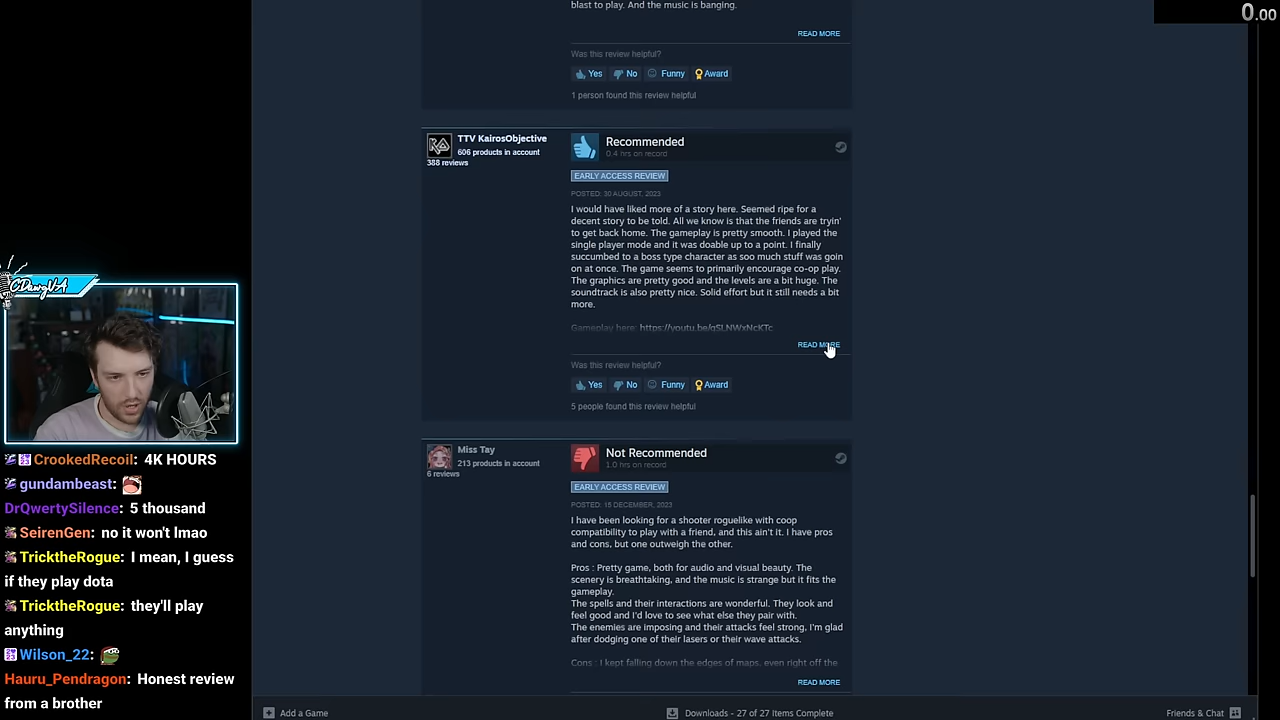 0.00
blast to play. And the music is banging.
READ MORE
Was this review helpful?
Yes No Funny Award
1 person found this review helpful
TTV KairosObjective
606 products in account
388 reviews
Recommended
0.4 hrs on record
EARLY ACCESS REVIEW
POSTED: 30 AUGUST, 2023
I would have liked more of a story here. Seemed ripe for a
decent story to be told. All we know is that the friends are tryin'
to get back home. The gameplay is pretty smooth. I played the
single player mode and it was doable up to a point. I finally
succumbed to a boss type character as soo much stuff was goin
on at once. The game seems to primarily encourage co-op play.
The graphics are pretty good and the levels are a bit huge. The
soundtrack is also pretty nice. Solid effort but it still needs a bit
more.
Gameplay here: https://youtu.be/gSLNWxNcKTc
READ MORE
Was this review helpful?
Yes No Funny Award
5 people found this review helpful
Miss Tay
213 products in account
6 reviews
Not Recommended
1.0 hrs on record
EARLY ACCESS REVIEW
POSTED: 15 DECEMBER, 2023
I have been looking for a shooter roguelike with coop
compatibility to play with a friend, and this ain't it. I have pros
and cons, but one outweigh the other.
Pros : Pretty game, both for audio and visual beauty. The
scenery is breathtaking, and the music is strange but it fits the
gameplay.
The spells and their interactions are wonderful. They look and
feel good and I'd love to see what else they pair with.
The enemies are imposing and their attacks feel strong, I'm glad
after dodging one of their lasers or their wave attacks.
Cons : I kept falling down the edges of maps, even right off the
READ MORE
CDawgVA
CrookedRecoil: 4K HOURS
gundambeast:
DrQwertySilence: 5 thousand
SeirenGen: no it won't lmao
TricktheRogue: I mean, I guess
if they play dota
TricktheRogue: they'll play
anything
Wilson_22:
Hauru_Pendragon: Honest review
from a brother
Add a Game
Downloads - 27 of 27 Items Complete
Friends & Chat